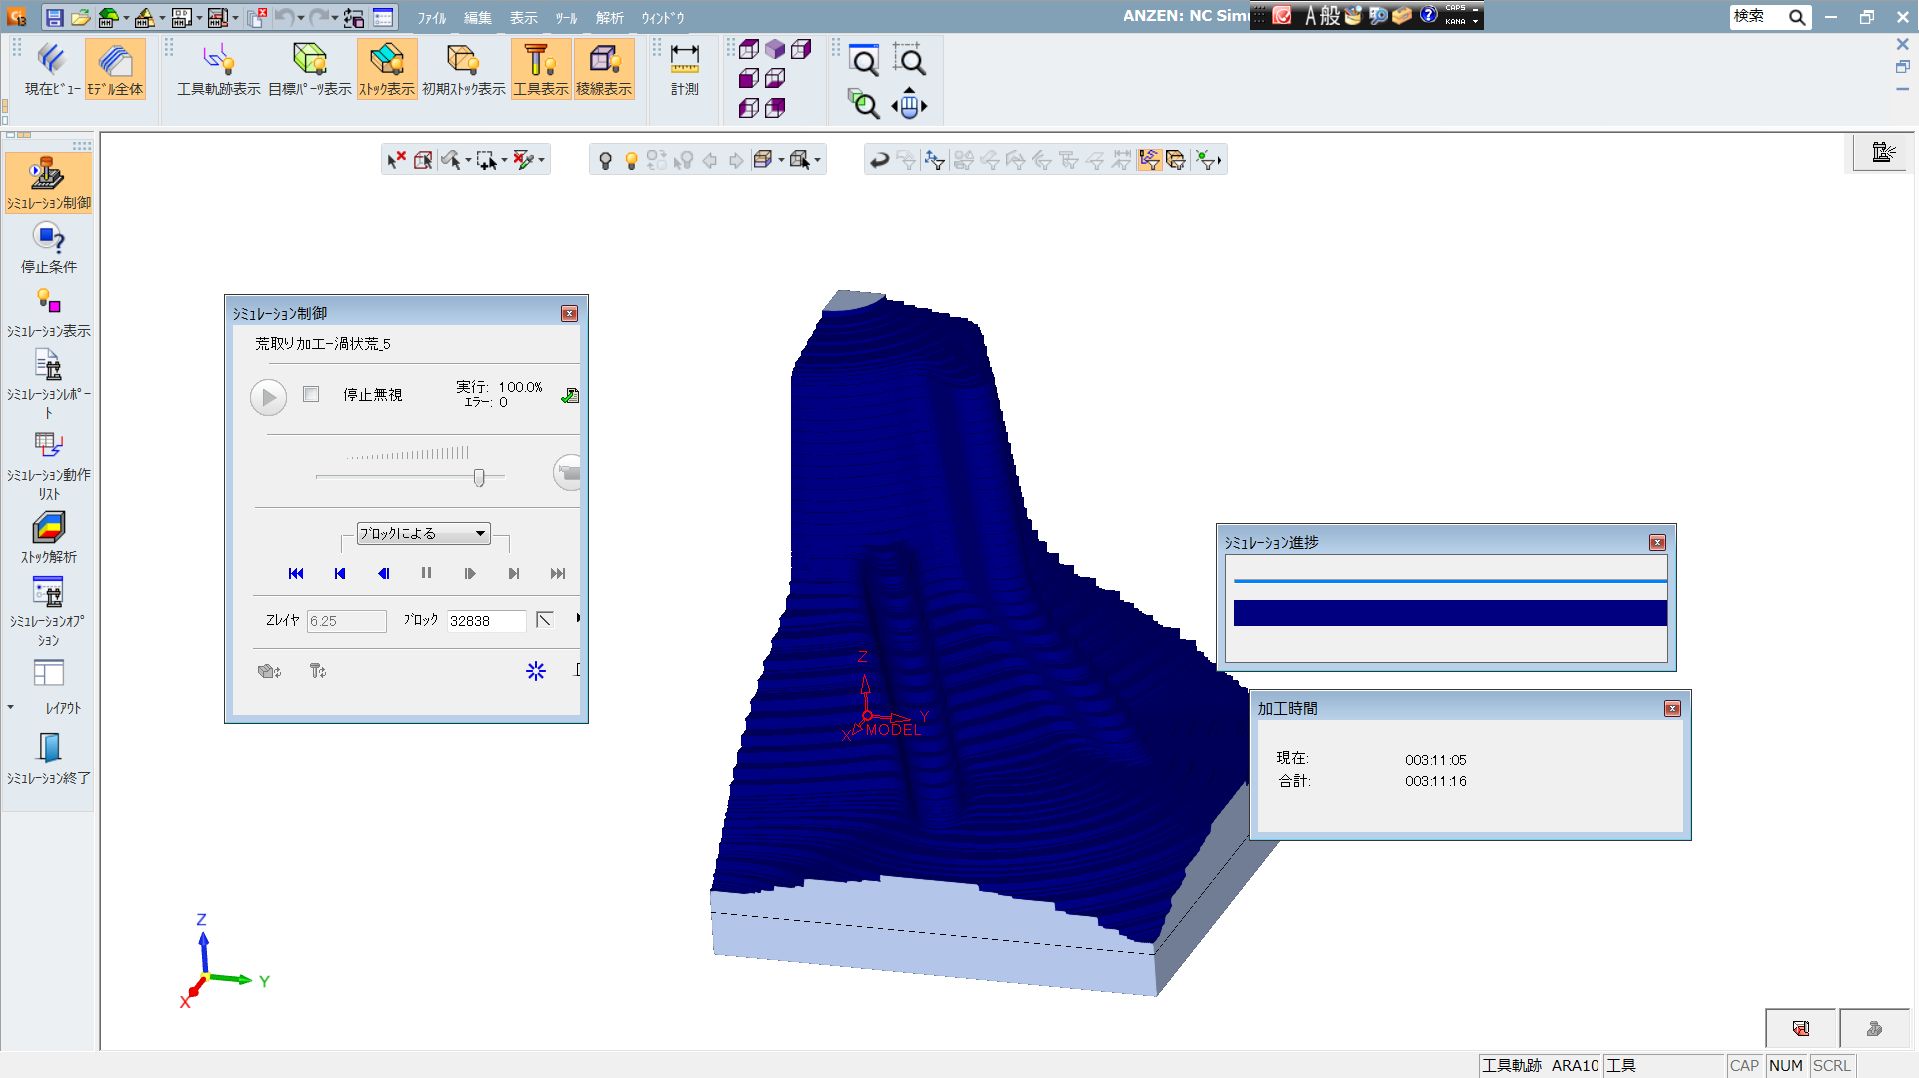 ﾌｧｲﾙ 編集 表示 ﾂｰﾙ 解析 ｳｨﾝﾄﾞｳ
ANZEN: NC Simu
A 般
CAPS
KANA
検索
現在ﾋﾞｭｰ
ﾓﾃﾞﾙ全体
工具軌跡表示
目標ﾊﾟｰﾂ表示
ｽﾄｯｸ表示
初期ｽﾄｯｸ表示
工具表示
稜線表示
計測
ｼﾐｭﾚｰｼｮﾝ制御
停止条件
ｼﾐｭﾚｰｼｮﾝ表示
ｼﾐｭﾚｰｼｮﾝﾚﾎﾟｰ
ﾄ
ｼﾐｭﾚｰｼｮﾝ動作
ﾘｽﾄ
ｽﾄｯｸ解析
ｼﾐｭﾚｰｼｮﾝｵﾌﾟ
ｼｮﾝ
ﾚｲｱｳﾄ
ｼﾐｭﾚｰｼｮﾝ終了
ｼﾐｭﾚｰｼｮﾝ制御
荒取り加工-渦状荒_5
停止無視
実行: 100.0%
ｴﾗｰ: 0
ﾌﾞﾛｯｸによる
Zﾚｲﾔ 6.25 ﾌﾞﾛｯｸ 32838
Z
Y
X MODEL
ｼﾐｭﾚｰｼｮﾝ進捗
加工時間
現在: 003:11:05
合計: 003:11:16
Z
Y
X
工具軌跡 ARA10 工具 CAP NUM SCRL